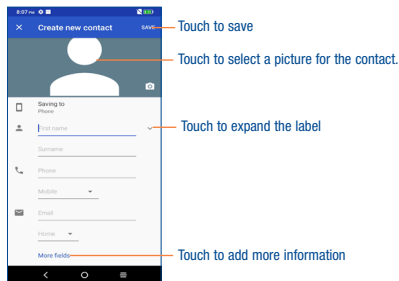 8:07 PM
Create new contact SAVE
Touch to save
Touch to select a picture for the contact.
Saving to
Phone
First name
Touch to expand the label
Surname
Phone
Mobile
Email
Home
More fields
Touch to add more information